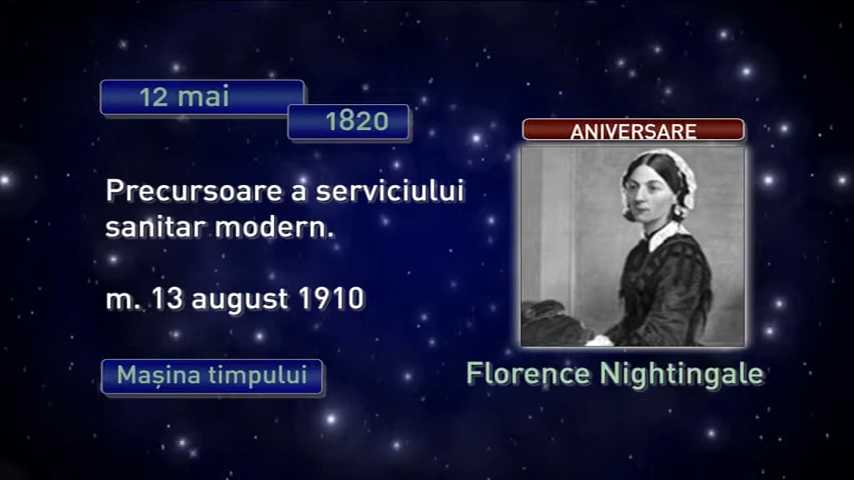 12 mai
1820
Precursoare a serviciului
sanitar modern.
m. 13 august 1910
Mașina timpului
ANIVERSARE
Florence Nightingale